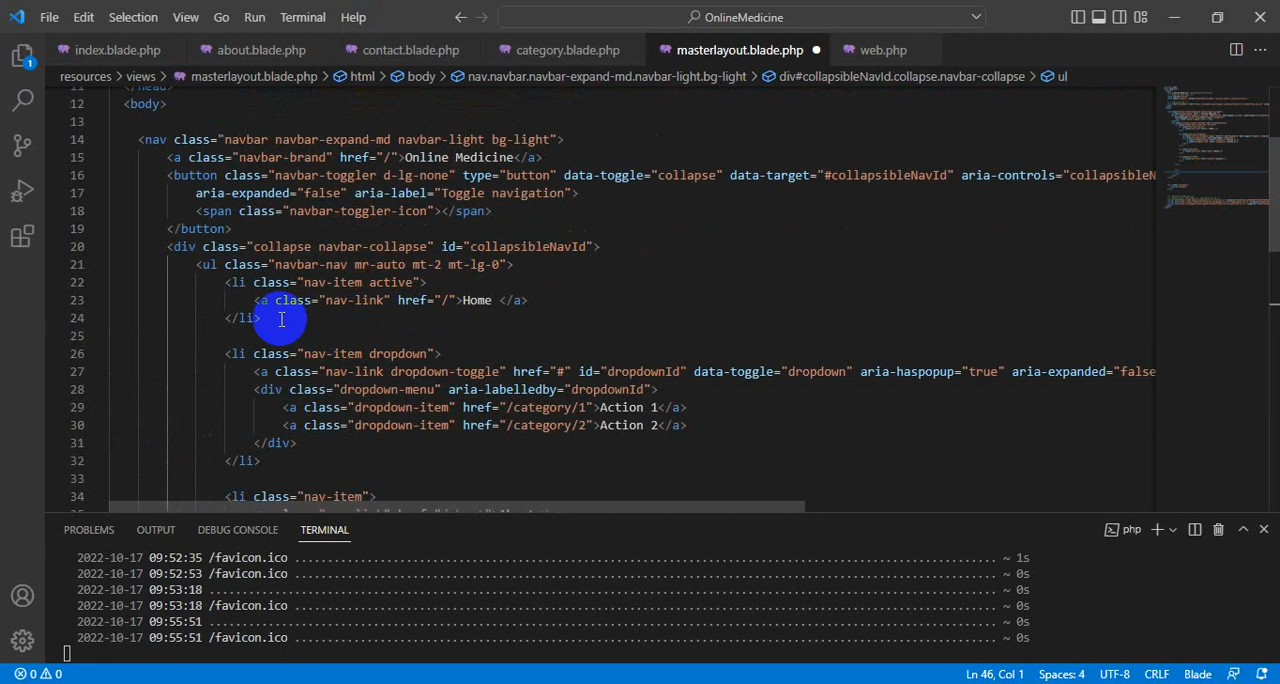 File Edit Selection View Go Run Terminal Help OnlineMedicine
index.blade.php about.blade.php contact.blade.php category.blade.php masterlayout.blade.php web.php
resources > views > masterlayout.blade.php > html > body > nav.navbar.navbar-expand-md.navbar-light.bg-light > div#collapsibleNavId.collapse.navbar-collapse > ul
12 <body>
13
14 <nav class="navbar navbar-expand-md navbar-light bg-light">
15 <a class="navbar-brand" href="/">Online Medicine</a>
16 <button class="navbar-toggler d-lg-none" type="button" data-toggle="collapse" data-target="#collapsibleNavId" aria-controls="collapsibleN
17 aria-expanded="false" aria-label="Toggle navigation">
18 <span class="navbar-toggler-icon"></span>
19 </button>
20 <div class="collapse navbar-collapse" id="collapsibleNavId">
21 <ul class="navbar-nav mr-auto mt-2 mt-lg-0">
22 <li class="nav-item active">
23 <a class="nav-link" href="/">Home </a>
24 </li>
25
26 <li class="nav-item dropdown">
27 <a class="nav-link dropdown-toggle" href="#" id="dropdownId" data-toggle="dropdown" aria-haspopup="true" aria-expanded="false
28 <div class="dropdown-menu" aria-labelledby="dropdownId">
29 <a class="dropdown-item" href="/category/1">Action 1</a>
30 <a class="dropdown-item" href="/category/2">Action 2</a>
31 </div>
32 </li>
33
34 <li class="nav-item">
PROBLEMS OUTPUT DEBUG CONSOLE TERMINAL php
2022-10-17 09:52:35 /favicon.ico ................................................................................................... ~ 1s
2022-10-17 09:52:53 /favicon.ico ................................................................................................... ~ 0s
2022-10-17 09:53:18 ................................................................................................................ ~ 0s
2022-10-17 09:53:18 /favicon.ico ................................................................................................... ~ 0s
2022-10-17 09:55:51 ................................................................................................................ ~ 0s
2022-10-17 09:55:51 /favicon.ico ................................................................................................... ~ 0s
0 0 Ln 46, Col 1 Spaces: 4 UTF-8 CRLF Blade